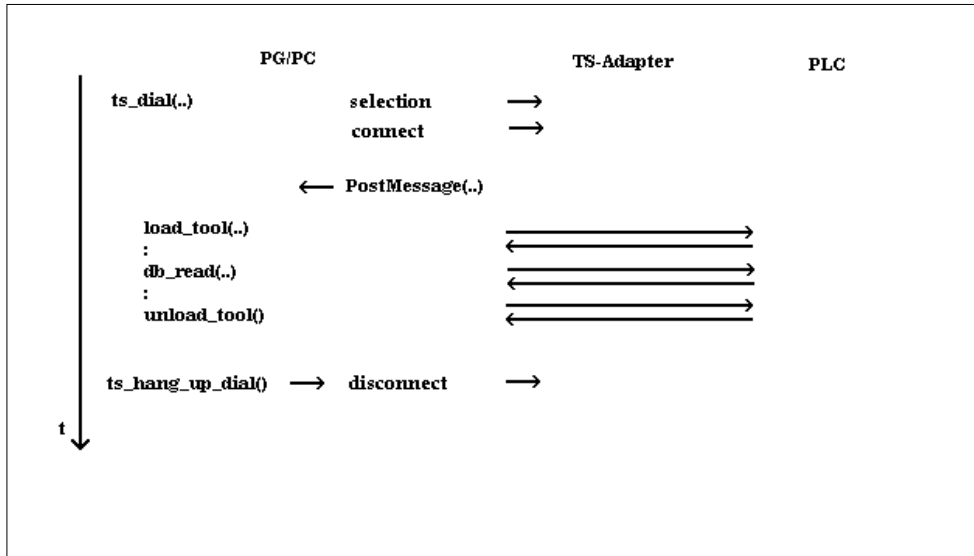 PG/PC TS-Adapter PLC
ts_dial(..) selection
connect
PostMessage(..)
load_tool(..)
:
db_read(..)
:
unload_tool()
ts_hang_up_dial() disconnect
t